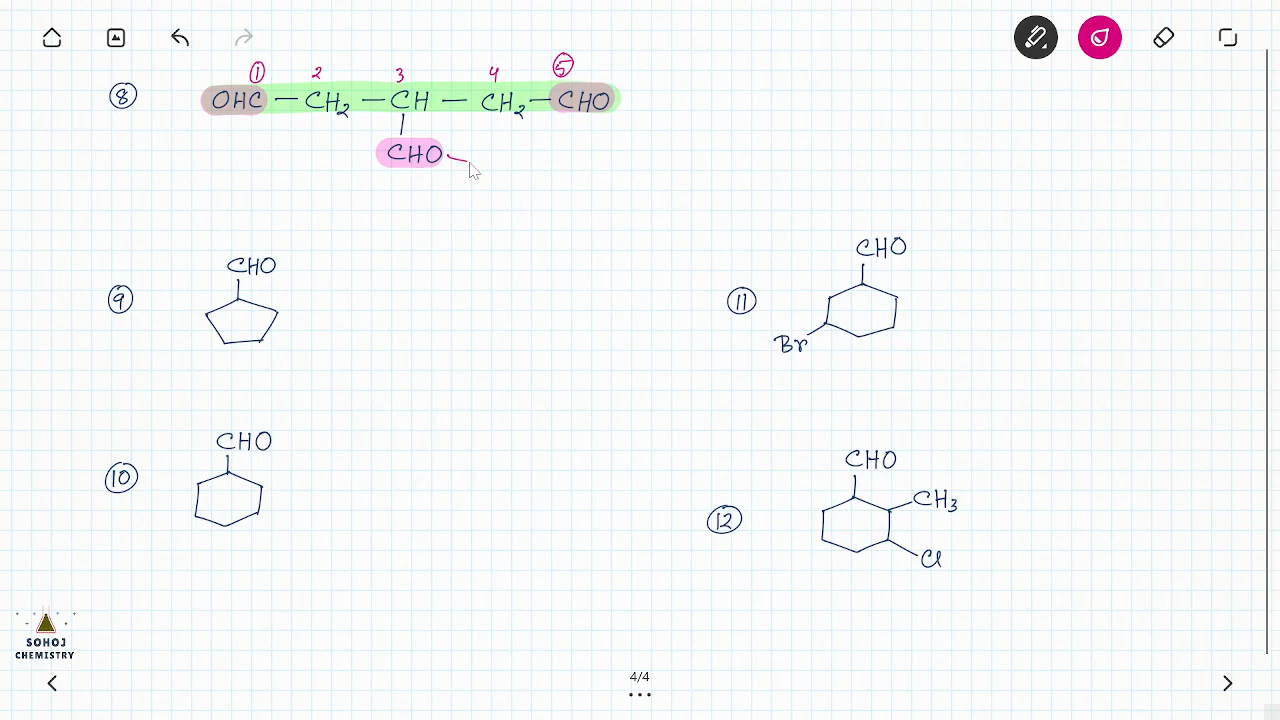 ① 2 3 4 ⑤
⑧ OHC — CH₂ — CH — CH₂ — CHO
CHO
CHO
⑨
CHO
⑪
Br
CHO
⑩
CHO
CH₃
⑫
Cl
SOHOJ
CHEMISTRY
4/4